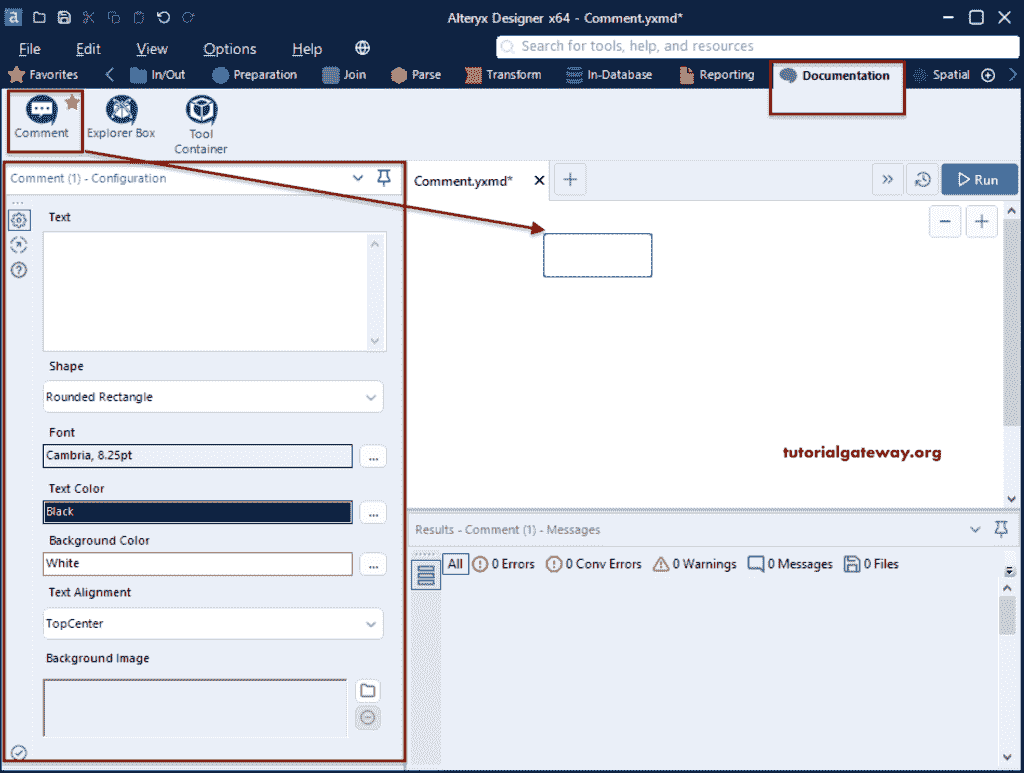 a
Alteryx Designer x64 - Comment.yxmd*
File Edit View Options Help
Search for tools, help, and resources
Favorites In/Out Preparation Join Parse Transform In-Database Reporting Documentation Spatial
Comment Explorer Box Tool
Container
Comment (1) - Configuration
Text
Shape
Rounded Rectangle
Font
Cambria, 8.25pt
...
Text Color
Black
...
Background Color
White
...
Text Alignment
TopCenter
Background Image
Comment.yxmd*
Run
tutorialgateway.org
Results - Comment (1) - Messages
All 0 Errors 0 Conv Errors 0 Warnings 0 Messages 0 Files